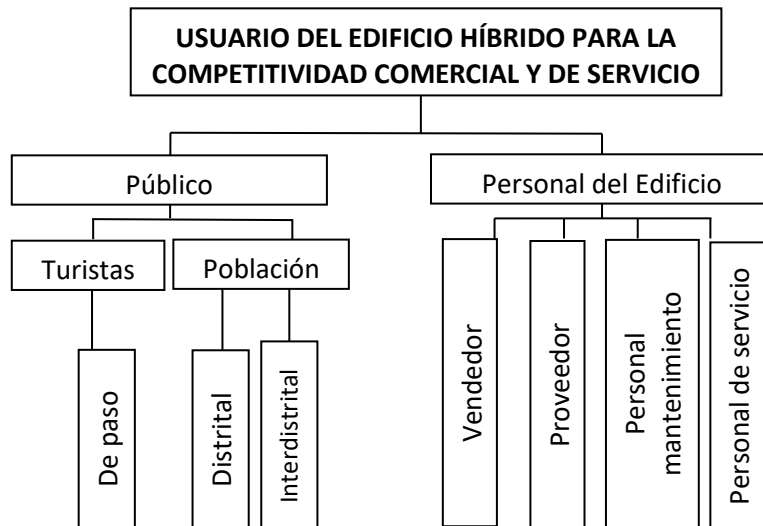 USUARIO DEL EDIFICIO HÍBRIDO PARA LA
COMPETITIVIDAD COMERCIAL Y DE SERVICIO
Público
Personal del Edificio
Turistas
Población
De paso
Distrital
Interdistrital
Vendedor
Proveedor
Personal
mantenimiento
Personal de servicio